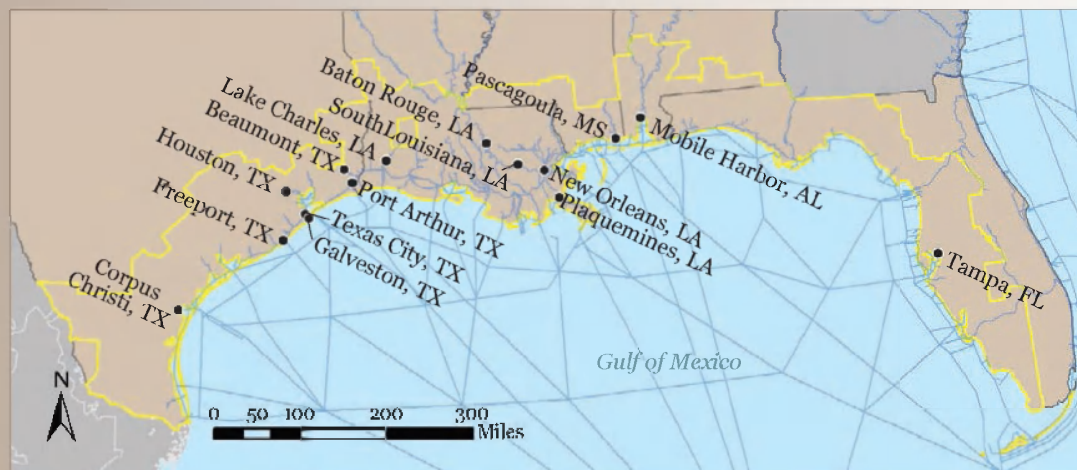 Pascagoula, MS
Baton Rouge, LA
Lake Charles, LA
South Louisiana, LA
Beaumont, TX
Houston, TX
Freeport, TX
Mobile Harbor, AL
New Orleans, LA
Plaquemines, LA
Port Arthur, TX
Texas City, TX
Galveston, TX
Tampa, FL
Corpus
Christi, TX
Gulf of Mexico
N
0 50 100 200 300
Miles